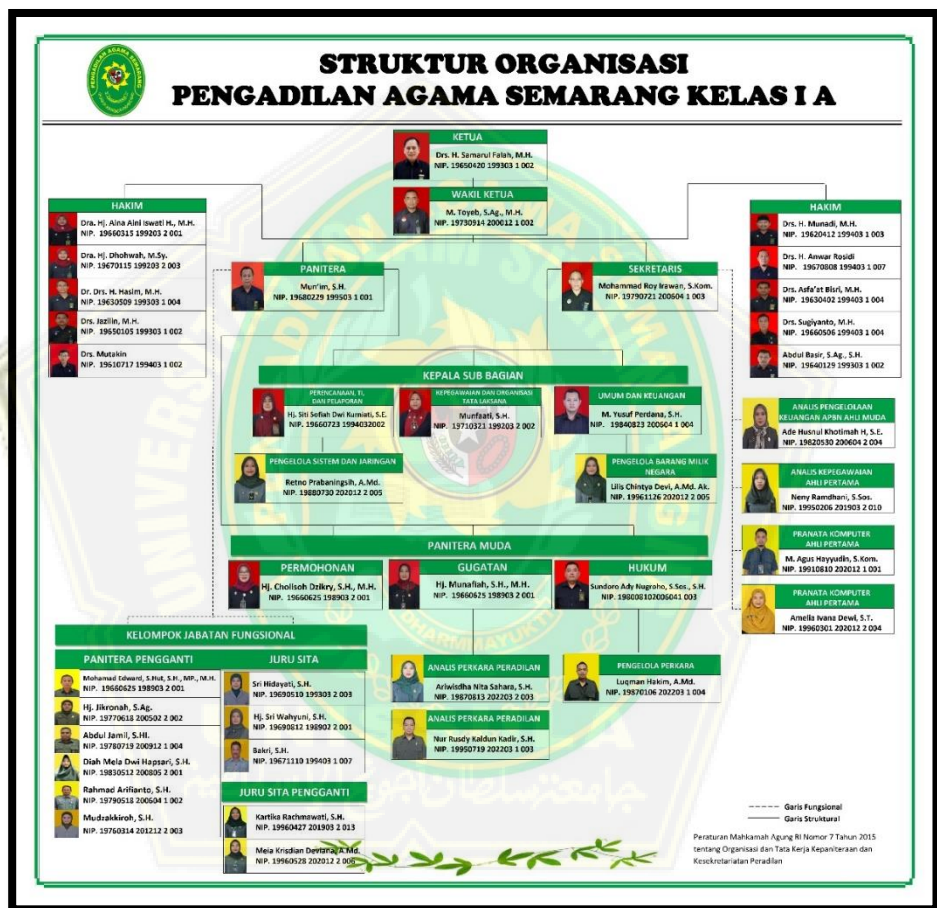 STRUKTUR ORGANISASI
PENGADILAN AGAMA SEMARANG KELAS I A
PENGADILAN AGAMA SEMARANG
KETUA
Drs. H. Samarul Falah, M.H.
NIP. 19650420 199303 1 002
WAKIL KETUA
M. Toyeb, S.Ag., M.H.
NIP. 19730914 200012 1 002
HAKIM
Dra. Hj. Aina Aini Iswati H., M.H.
NIP. 19660315 199203 2 001
Dra. Hj. Dhohwah, M.Sy.
NIP. 19670115 199203 2 003
Dr. Drs. H. Hasim, M.H.
NIP. 19630509 199303 1 004
Drs. Jazilin, M.H.
NIP. 19650105 199303 1 002
Drs. Mutakin
NIP. 19610717 199403 1 002
HAKIM
Drs. H. Munadi, M.H.
NIP. 19620412 199403 1 003
Drs. H. Anwar Rosidi
NIP. 19670808 199403 1 007
Drs. Asfa'at Bisri, M.H.
NIP. 19630402 199403 1 004
Drs. Sugiyanto, M.H.
NIP. 19660506 199403 1 004
Abdul Basir, S.Ag., S.H.
NIP. 19640129 199403 1 002
PANITERA
Mun'im, S.H.
NIP. 19680229 199503 1 001
SEKRETARIS
Mohammad Roy Irawan, S.Kom.
NIP. 19790721 200604 1 003
KEPALA SUB BAGIAN
PERENCANAAN, TI,
DAN PELAPORAN
Hj. Siti Sofiah Dwi Kurniati, S.E.
NIP. 19660723 1994032002
KEPEGAWAIAN DAN ORGANISASI
TATA LAKSANA
Munfaati, S.H.
NIP. 19710321 199203 2 002
UMUM DAN KEUANGAN
M. Yusuf Perdana, S.H.
NIP. 19840823 200604 1 004
PENGELOLA SISTEM DAN JARINGAN
Retno Prabaningsih, A.Md.
NIP. 19880730 202012 2 005
PENGELOLA BARANG MILIK
NEGARA
Lilis Chintya Devi, A.Md. Ak.
NIP. 19961126 202012 2 005
ANALIS PENGELOLAAN
KEUANGAN APBN AHLI MUDA
Ade Husnul Khotimah H, S.E.
NIP. 19820530 200604 2 004
ANALIS KEPEGAWAIAN
AHLI PERTAMA
Neny Ramdhani, S.Sos.
NIP. 19950206 201903 2 010
PRANATA KOMPUTER
AHLI PERTAMA
M. Agus Hayyudin, S.Kom.
NIP. 19910810 202012 1 001
PRANATA KOMPUTER
AHLI PERTAMA
Amelia Ivana Dewi, S.T.
NIP. 19960301 202012 2 004
PANITERA MUDA
PERMOHONAN
Hj. Cholisoh Dzikry, S.H., M.H.
NIP. 19660625 198903 2 001
GUGATAN
Hj. Munafiah, S.H., M.H.
NIP. 19660625 198903 2 001
HUKUM
Sundoro Ady Nugroho, S.Sos., S.H.
NIP. 198008102006041 003
ANALIS PERKARA PERADILAN
Ariwisdha Nita Sahara, S.H.
NIP. 19870813 202203 2 003
ANALIS PERKARA PERADILAN
Nur Rusdy Kaldun Kadir, S.H.
NIP. 19950719 202203 1 003
PENGELOLA PERKARA
Luqman Hakim, A.Md.
NIP. 19870106 202203 1 004
KELOMPOK JABATAN FUNGSIONAL
PANITERA PENGGANTI
Mohamad Edward, S.Hut, S.H., MP., M.H.
NIP. 19660625 198903 2 001
Hj. Jikronah, S.Ag.
NIP. 19770618 200502 2 002
Abdul Jamil, S.HI.
NIP. 19780719 200912 1 004
Diah Mela Dwi Hapsari, S.H.
NIP. 19830512 200805 2 001
Rahmad Arifianto, S.H.
NIP. 19790518 200604 1 002
Mudzakkiroh, S.H.
NIP. 19760314 201212 2 003
JURU SITA
Sri Hidayati, S.H.
NIP. 19690510 199303 2 003
Hj. Sri Wahyuni, S.H.
NIP. 19690812 198902 2 001
Bakri, S.H.
NIP. 19671110 199403 1 007
JURU SITA PENGGANTI
Kartika Rachmawati, S.H.
NIP. 19960427 201903 2 013
Meia Krisdian Deviana, A.Md.
NIP. 19960528 202012 2 006
Garis Fungsional
Garis Struktural
Peraturan Mahkamah Agung RI Nomor 7 Tahun 2015
tentang Organisasi dan Tata Kerja Kepaniteraan dan
Kesekretariatan Peradilan